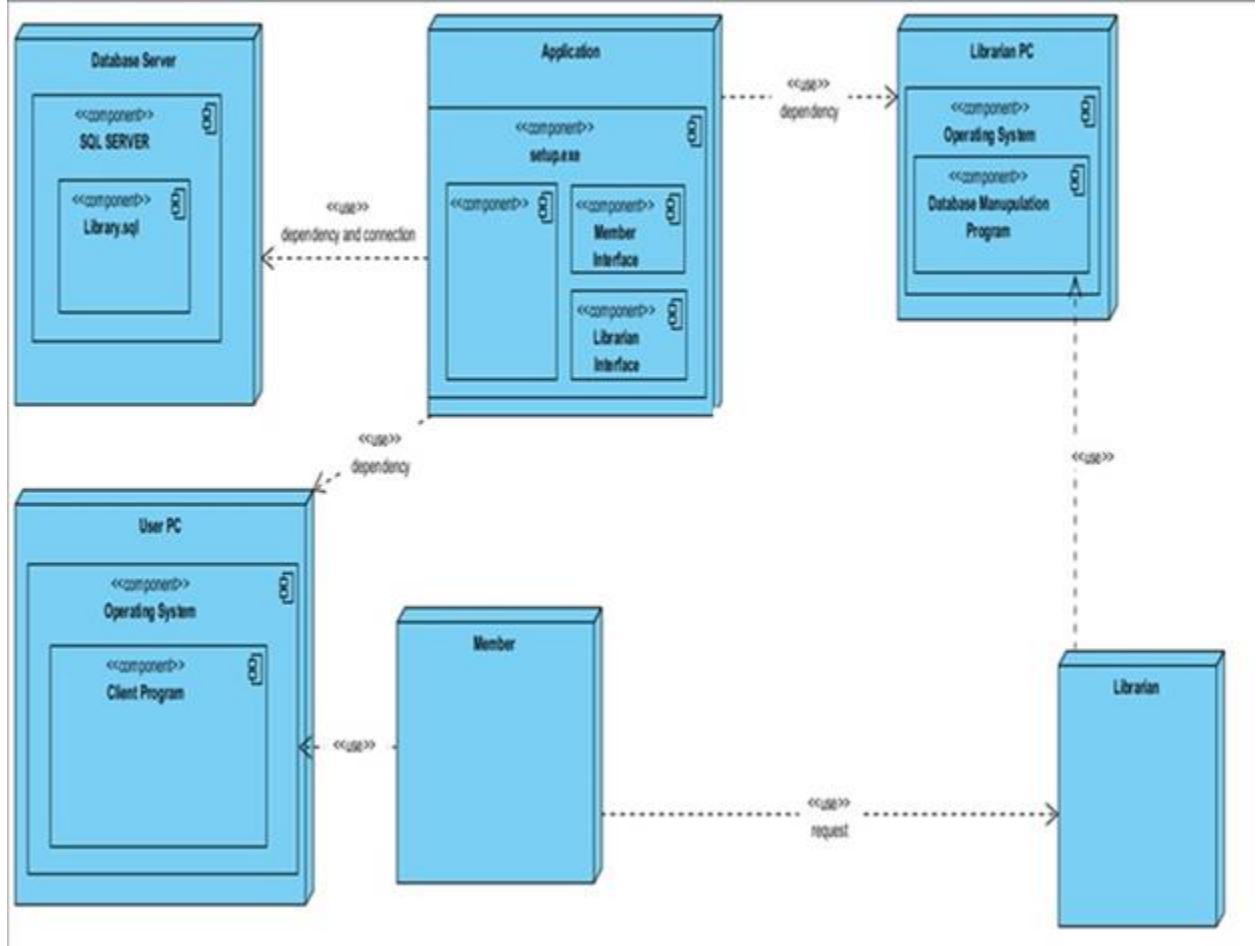 Database Server
<<component>>
SQL SERVER
<<component>>
Library.sql
<<use>>
dependency and connection
Application
<<component>>
setup.exe
<<component>>
<<component>>
Member
Interface
<<component>>
Librarian
Interface
<<use>>
dependency
Librarian PC
<<component>>
Operating System
<<component>>
Database Manupulation
Program
<<use>>
dependency
<<use>>
User PC
<<component>>
Operating System
<<component>>
Client Program
<<use>>
Member
<<use>>
request
Librarian